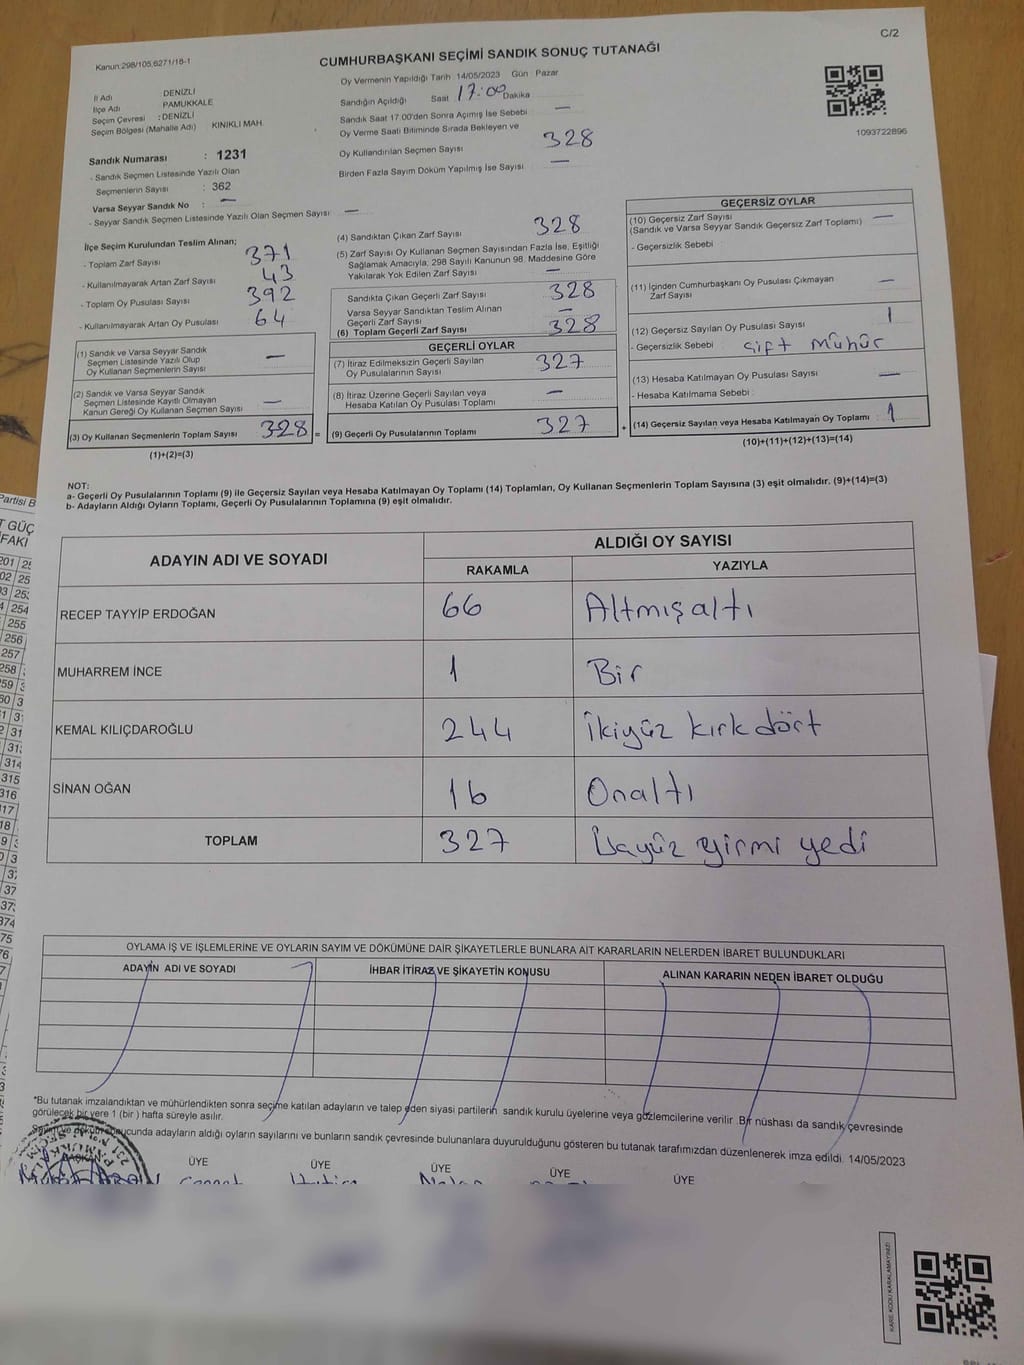 C/2
Kanun:298/105,6271/18-1
CUMHURBAŞKANI SEÇİMİ SANDIK SONUÇ TUTANAĞI
Oy Vermenin Yapıldığı Tarih 14/05/2023 Gün Pazar
İl Adı DENİZLİ
İlçe Adı PAMUKKALE
Seçim Çevresi : DENİZLİ
Seçim Bölgesi (Mahalle Adı) KINIKLI MAH.
Sandığın Açıldığı Saat 17:00 Dakika
Sandık Saat 17.00'den Sonra Açımış İse Sebebi —
Oy Verme Saati Bitiminde Sırada Bekleyen ve
Oy Kullandırılan Seçmen Sayısı 328
Birden Fazla Sayım Döküm Yapılmış İse Sayısı —
1093722896
Sandık Numarası : 1231
- Sandık Seçmen Listesinde Yazılı Olan
Seçmenlerin Sayısı : 362
Varsa Seyyar Sandık No : —
- Seyyar Sandık Seçmen Listesinde Yazılı Olan Seçmen Sayısı: —
İlçe Seçim Kurulundan Teslim Alınan;
- Toplam Zarf Sayısı 371
- Kullanılmayarak Artan Zarf Sayısı 43
- Toplam Oy Pusulası Sayısı 392
- Kullanılmayarak Artan Oy Pusulası 64
(1) Sandık ve Varsa Seyyar Sandık
Seçmen Listesinde Yazılı Olup
Oy Kullanan Seçmenlerin Sayısı —
(2) Sandık ve Varsa Seyyar Sandık
Seçmen Listesinde Kayıtlı Olmayan
Kanun Gereği Oy Kullanan Seçmen Sayısı —
(3) Oy Kullanan Seçmenlerin Toplam Sayısı 328 =
(1)+(2)=(3)
(4) Sandıktan Çıkan Zarf Sayısı 328
(5) Zarf Sayısı Oy Kullanan Seçmen Sayısından Fazla İse, Eşitliği
Sağlamak Amacıyla, 298 Sayılı Kanunun 98. Maddesine Göre
Yakılarak Yok Edilen Zarf Sayısı —
Sandıkta Çıkan Geçerli Zarf Sayısı 328
Varsa Seyyar Sandıktan Teslim Alınan
Geçerli Zarf Sayısı —
(6) Toplam Geçerli Zarf Sayısı 328
GEÇERLİ OYLAR
(7) İtiraz Edilmeksizin Geçerli Sayılan
Oy Pusulalarının Sayısı 327
(8) İtiraz Üzerine Geçerli Sayılan veya
Hesaba Katılan Oy Pusulası Toplamı —
(9) Geçerli Oy Pusulalarının Toplamı 327 +
GEÇERSİZ OYLAR
(10) Geçersiz Zarf Sayısı —
(Sandık ve Varsa Seyyar Sandık Geçersiz Zarf Toplamı)
- Geçersizlik Sebebi
(11) İçinden Cumhurbaşkanı Oy Pusulası Çıkmayan
Zarf Sayısı —
(12) Geçersiz Sayılan Oy Pusulası Sayısı 1
- Geçersizlik Sebebi çift mühür
(13) Hesaba Katılmayan Oy Pusulası Sayısı —
- Hesaba Katılmama Sebebi :
(14) Geçersiz Sayılan veya Hesaba Katılmayan Oy Toplamı : 1
(10)+(11)+(12)+(13)=(14)
NOT:
a- Geçerli Oy Pusulalarının Toplamı (9) ile Geçersiz Sayılan veya Hesaba Katılmayan Oy Toplamı (14) Toplamları, Oy Kullanan Seçmenlerin Toplam Sayısına (3) eşit olmalıdır. (9)+(14)=(3)
b- Adayların Aldığı Oyların Toplamı, Geçerli Oy Pusulalarının Toplamına (9) eşit olmalıdır.
ADAYIN ADI VE SOYADI ALDIĞI OY SAYISI
RAKAMLA YAZIYLA
RECEP TAYYİP ERDOĞAN 66 Altmışaltı
MUHARREM İNCE 1 Bir
KEMAL KILIÇDAROĞLU 244 İkiyüz kırk dört
SİNAN OĞAN 16 Onaltı
TOPLAM 327 Üçyüz yirmi yedi
OYLAMA İŞ VE İŞLEMLERİNE VE OYLARIN SAYIM VE DÖKÜMÜNE DAİR ŞİKAYETLERLE BUNLARA AİT KARARLARIN NELERDEN İBARET BULUNDUKLARI
ADAYIN ADI VE SOYADI İHBAR İTİRAZ VE ŞİKAYETİN KONUSU ALINAN KARARIN NEDEN İBARET OLDUĞU
*Bu tutanak imzalandıktan ve mühürlendikten sonra seçime katılan adayların ve talep eden siyasi partilerin sandık kurulu üyelerine veya gözlemcilerine verilir. Bir nüshası da sandık çevresinde
görülecek bir yere 1 (bir ) hafta süreyle asılır.
sonucunda adayların aldığı oyların sayılarını ve bunların sandık çevresinde bulunanlara duyurulduğunu gösteren bu tutanak tarafımızdan düzenlenerek imza edildi. 14/05/2023
BAŞKAN ÜYE ÜYE ÜYE ÜYE ÜYE
KARE KODU KARALAMAYINIZ!